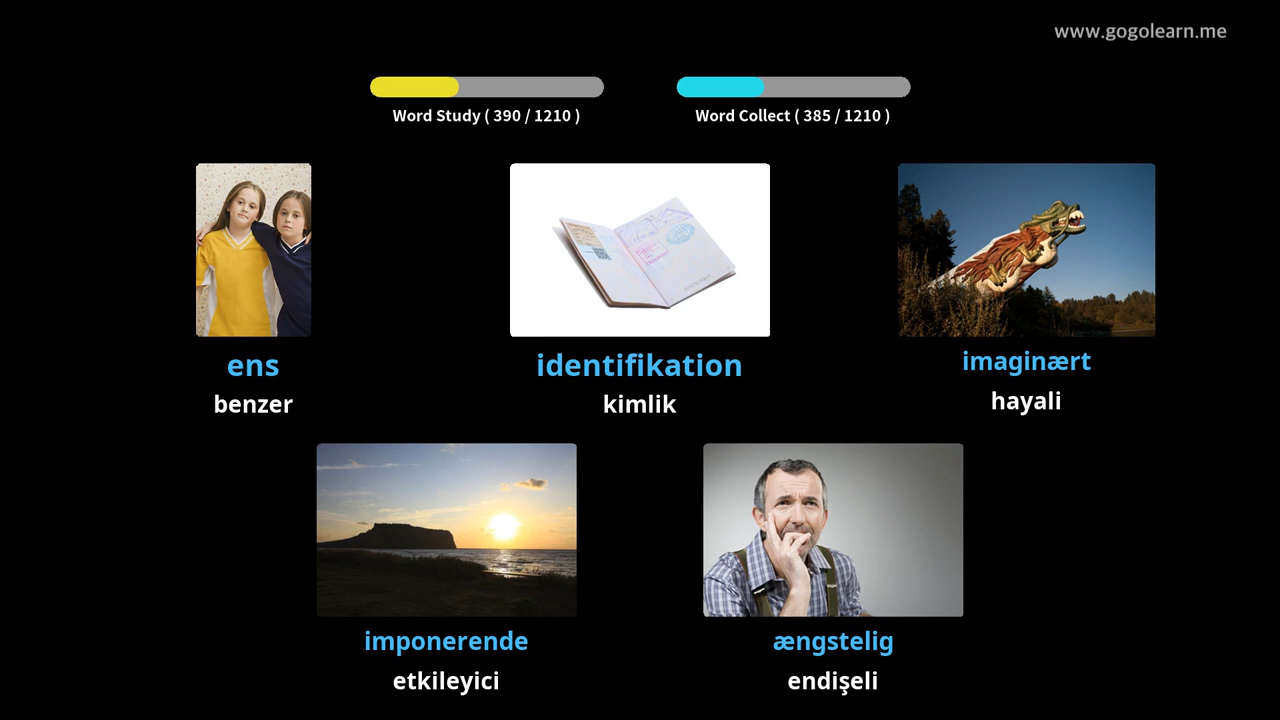 www.gogolearn.me
Word Study ( 390 / 1210 )
Word Collect ( 385 / 1210 )
ens
benzer
identifikation
kimlik
imaginært
hayali
imponerende
etkileyici
ængstelig
endişeli